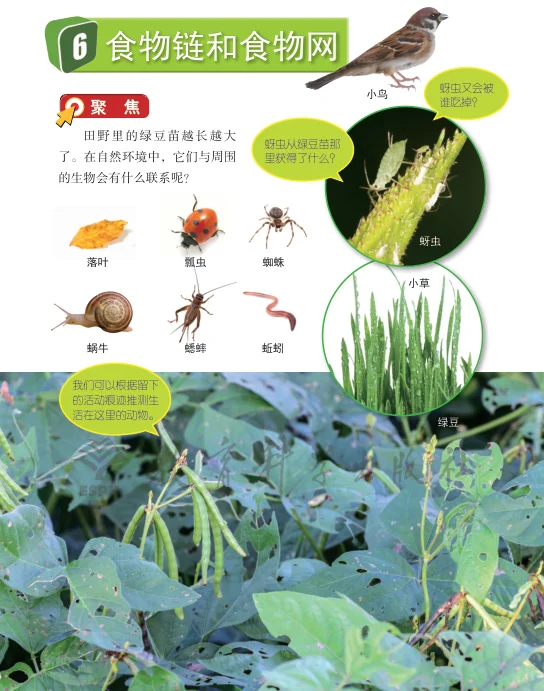 6 食物链和食物网
小鸟
聚 焦
田野里的绿豆苗越长越大
了。在自然环境中，它们与周围
的生物会有什么联系呢？
蚜虫又会被
谁吃掉？
蚜虫从绿豆苗那
里获得了什么？
蚜虫
落叶
瓢虫
蜘蛛
小草
蜗牛
蟋蟀
蚯蚓
我们可以根据留下
的活动痕迹推测生
活在这里的动物。
绿豆